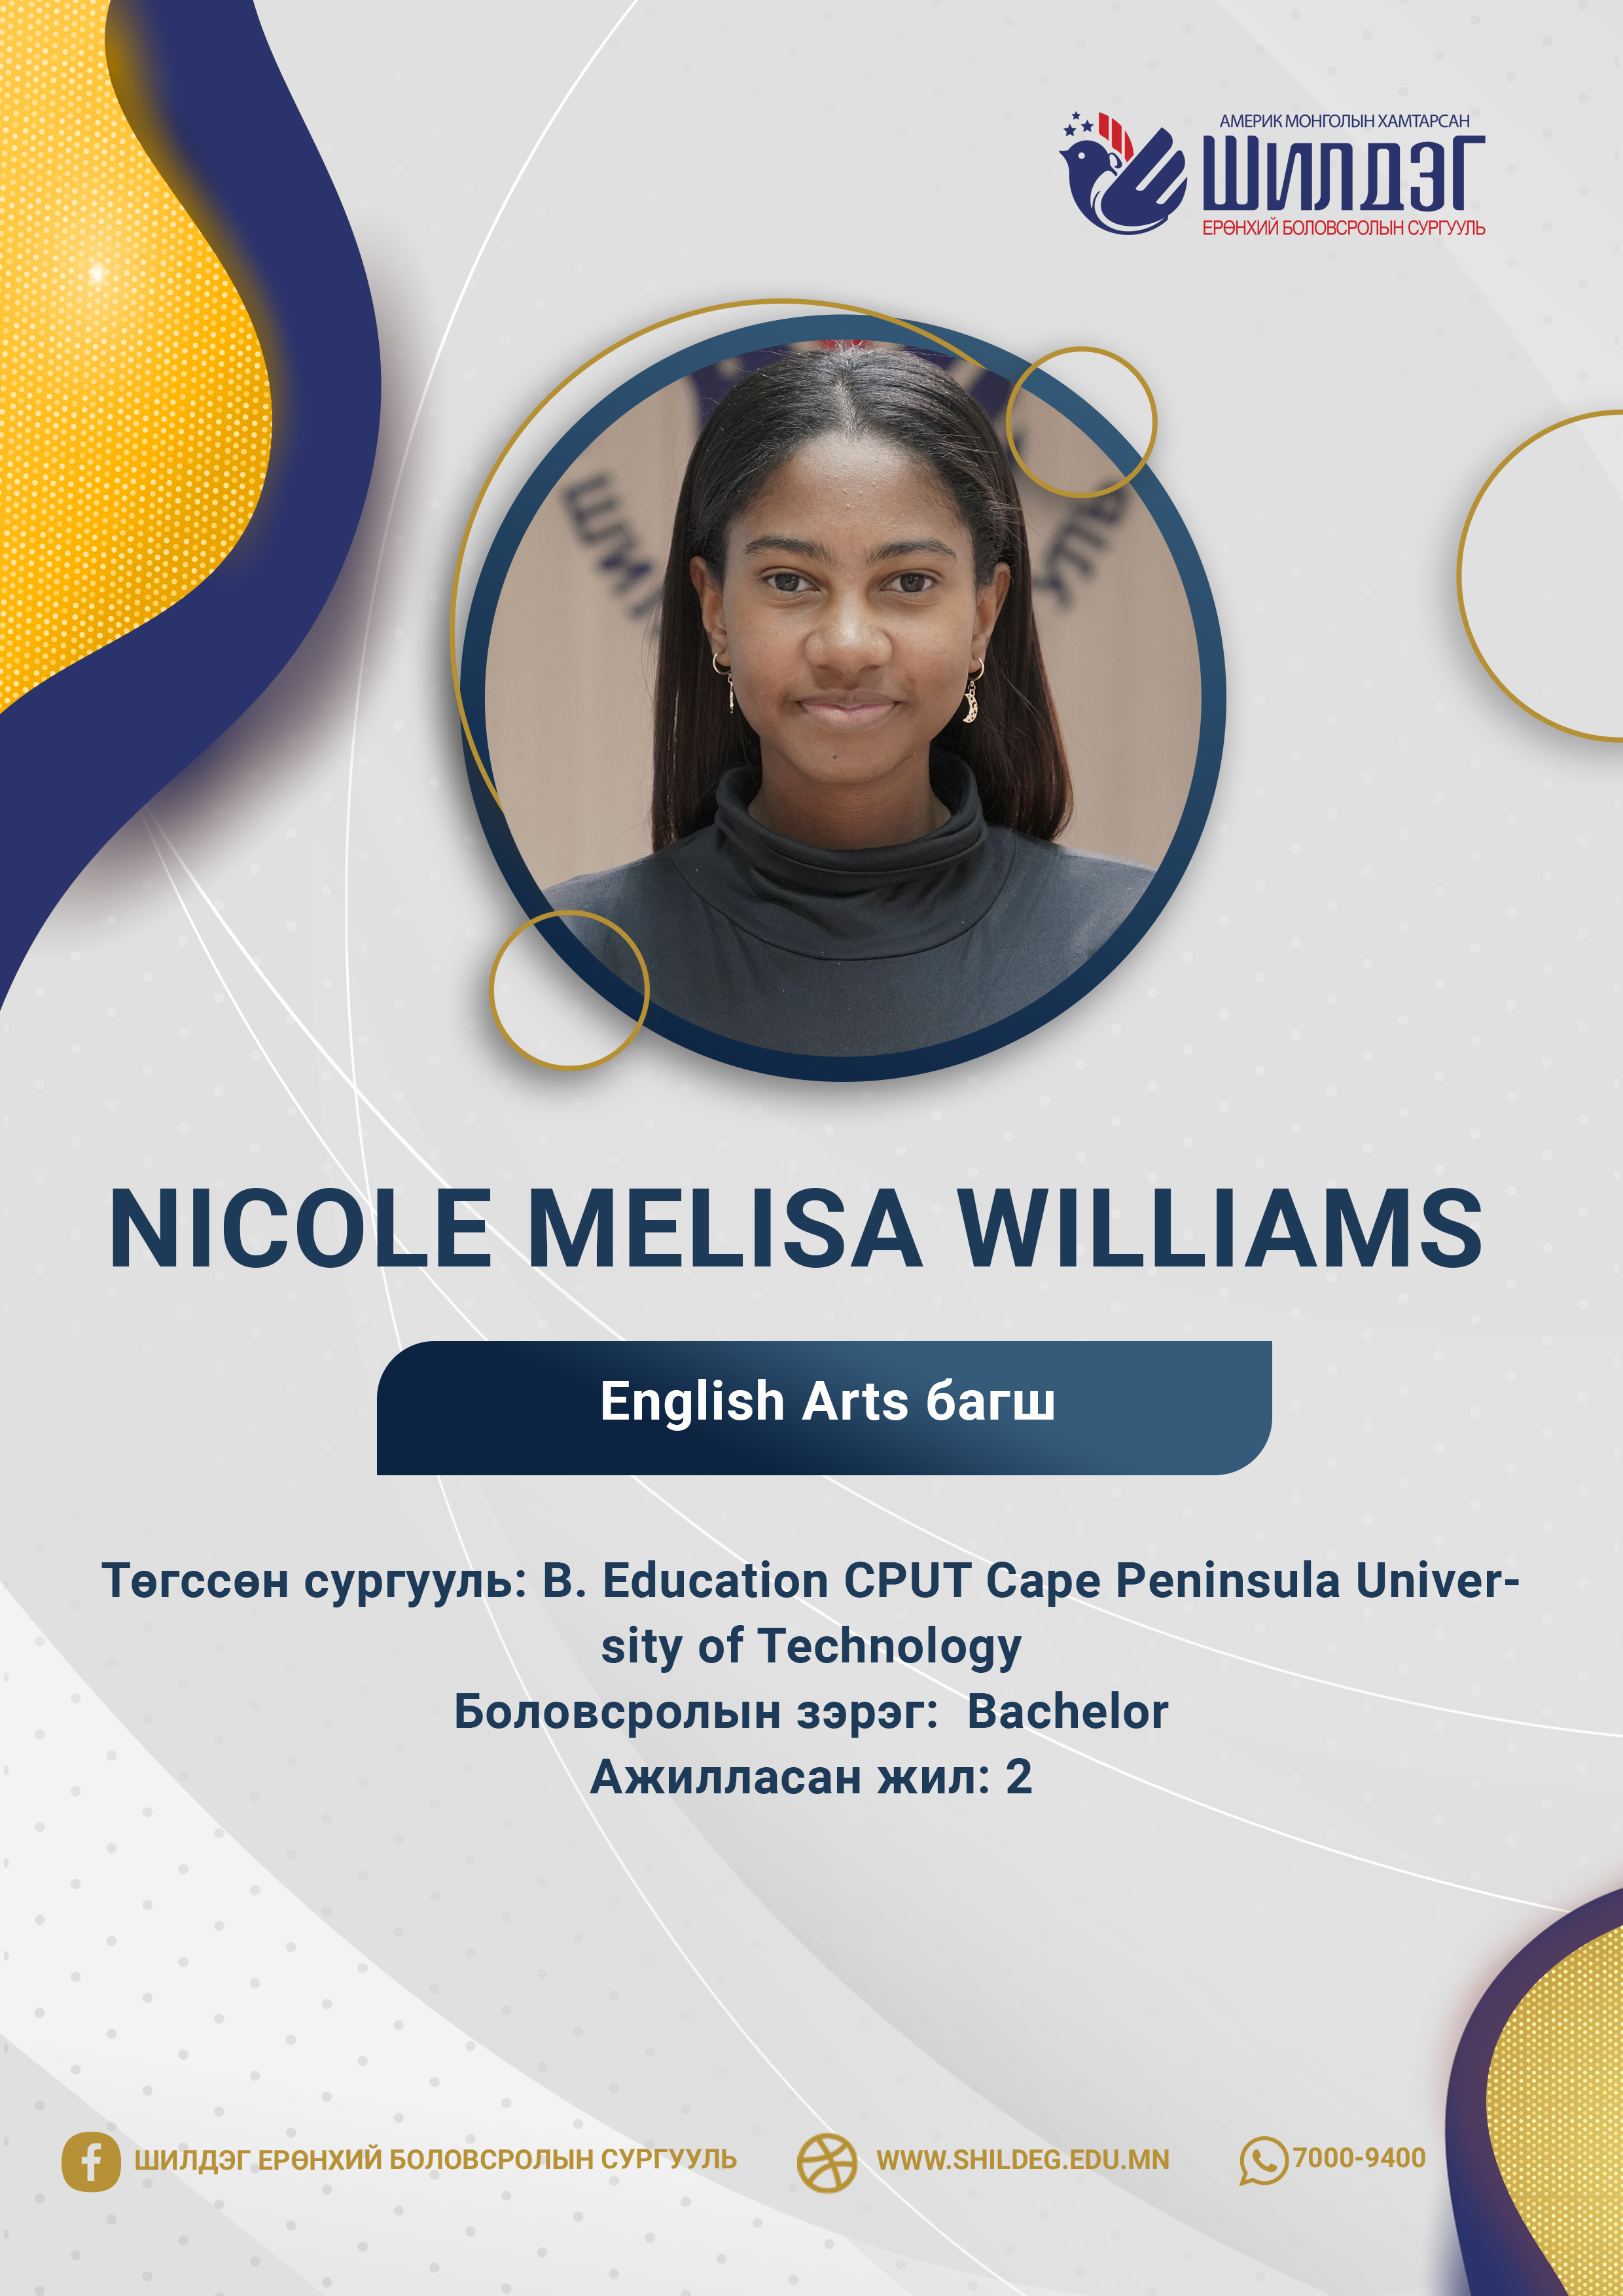 АМЕРИК МОНГОЛЫН ХАМТАРСАН
ШИЛДЭГ
ЕРӨНХИЙ БОЛОВСРОЛЫН СУРГУУЛЬ
NICOLE MELISA WILLIAMS
English Arts багш
Төгссөн сургууль: B. Education CPUT Cape Peninsula Univer-
sity of Technology
Боловсролын зэрэг: Bachelor
Ажилласан жил: 2
ШИЛДЭГ ЕРӨНХИЙ БОЛОВСРОЛЫН СУРГУУЛЬ
WWW.SHILDEG.EDU.MN
7000-9400